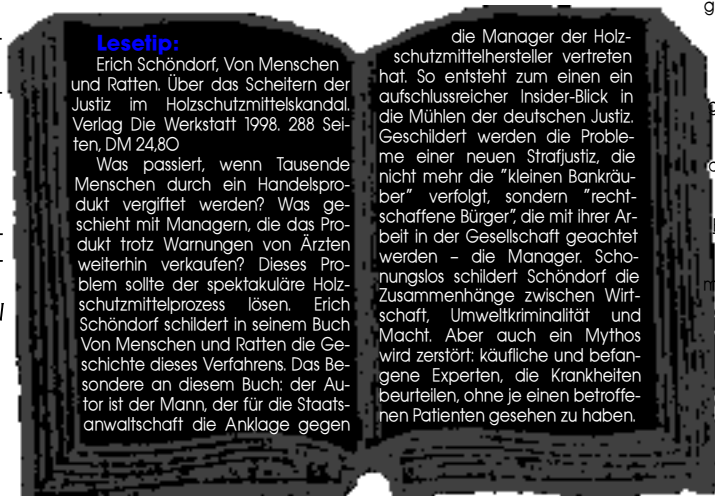 Lesetip:
Erich Schöndorf, Von Menschen
und Ratten. Über das Scheitern der
Justiz im Holzschutzmittelskandal.
Verlag Die Werkstatt 1998. 288 Sei-
ten, DM 24,80
Was passiert, wenn Tausende
Menschen durch ein Handelspro-
dukt vergiftet werden? Was ge-
schieht mit Managern, die das Pro-
dukt trotz Warnungen von Ärzten
weiterhin verkaufen? Dieses Pro-
blem sollte der spektakuläre Holz-
schutzmittelprozess lösen. Erich
Schöndorf schildert in seinem Buch
Von Menschen und Ratten die Ge-
schichte dieses Verfahrens. Das Be-
sondere an diesem Buch: der Au-
tor ist der Mann, der für die Staats-
anwaltschaft die Anklage gegen
die Manager der Holz-
schutzmittelhersteller vertreten
hat. So entsteht zum einen ein
aufschlussreicher Insider-Blick in
die Mühlen der deutschen Justiz.
Geschildert werden die Proble-
me einer neuen Strafjustiz, die
nicht mehr die "kleinen Bankräu-
ber" verfolgt, sondern "recht-
schaffene Bürger", die mit ihrer Ar-
beit in der Gesellschaft geachtet
werden – die Manager. Scho-
nungslos schildert Schöndorf die
Zusammenhänge zwischen Wirt-
schaft, Umweltkriminalität und
Macht. Aber auch ein Mythos
wird zerstört: käufliche und befan-
gene Experten, die Krankheiten
beurteilen, ohne je einen betroffe-
nen Patienten gesehen zu haben.